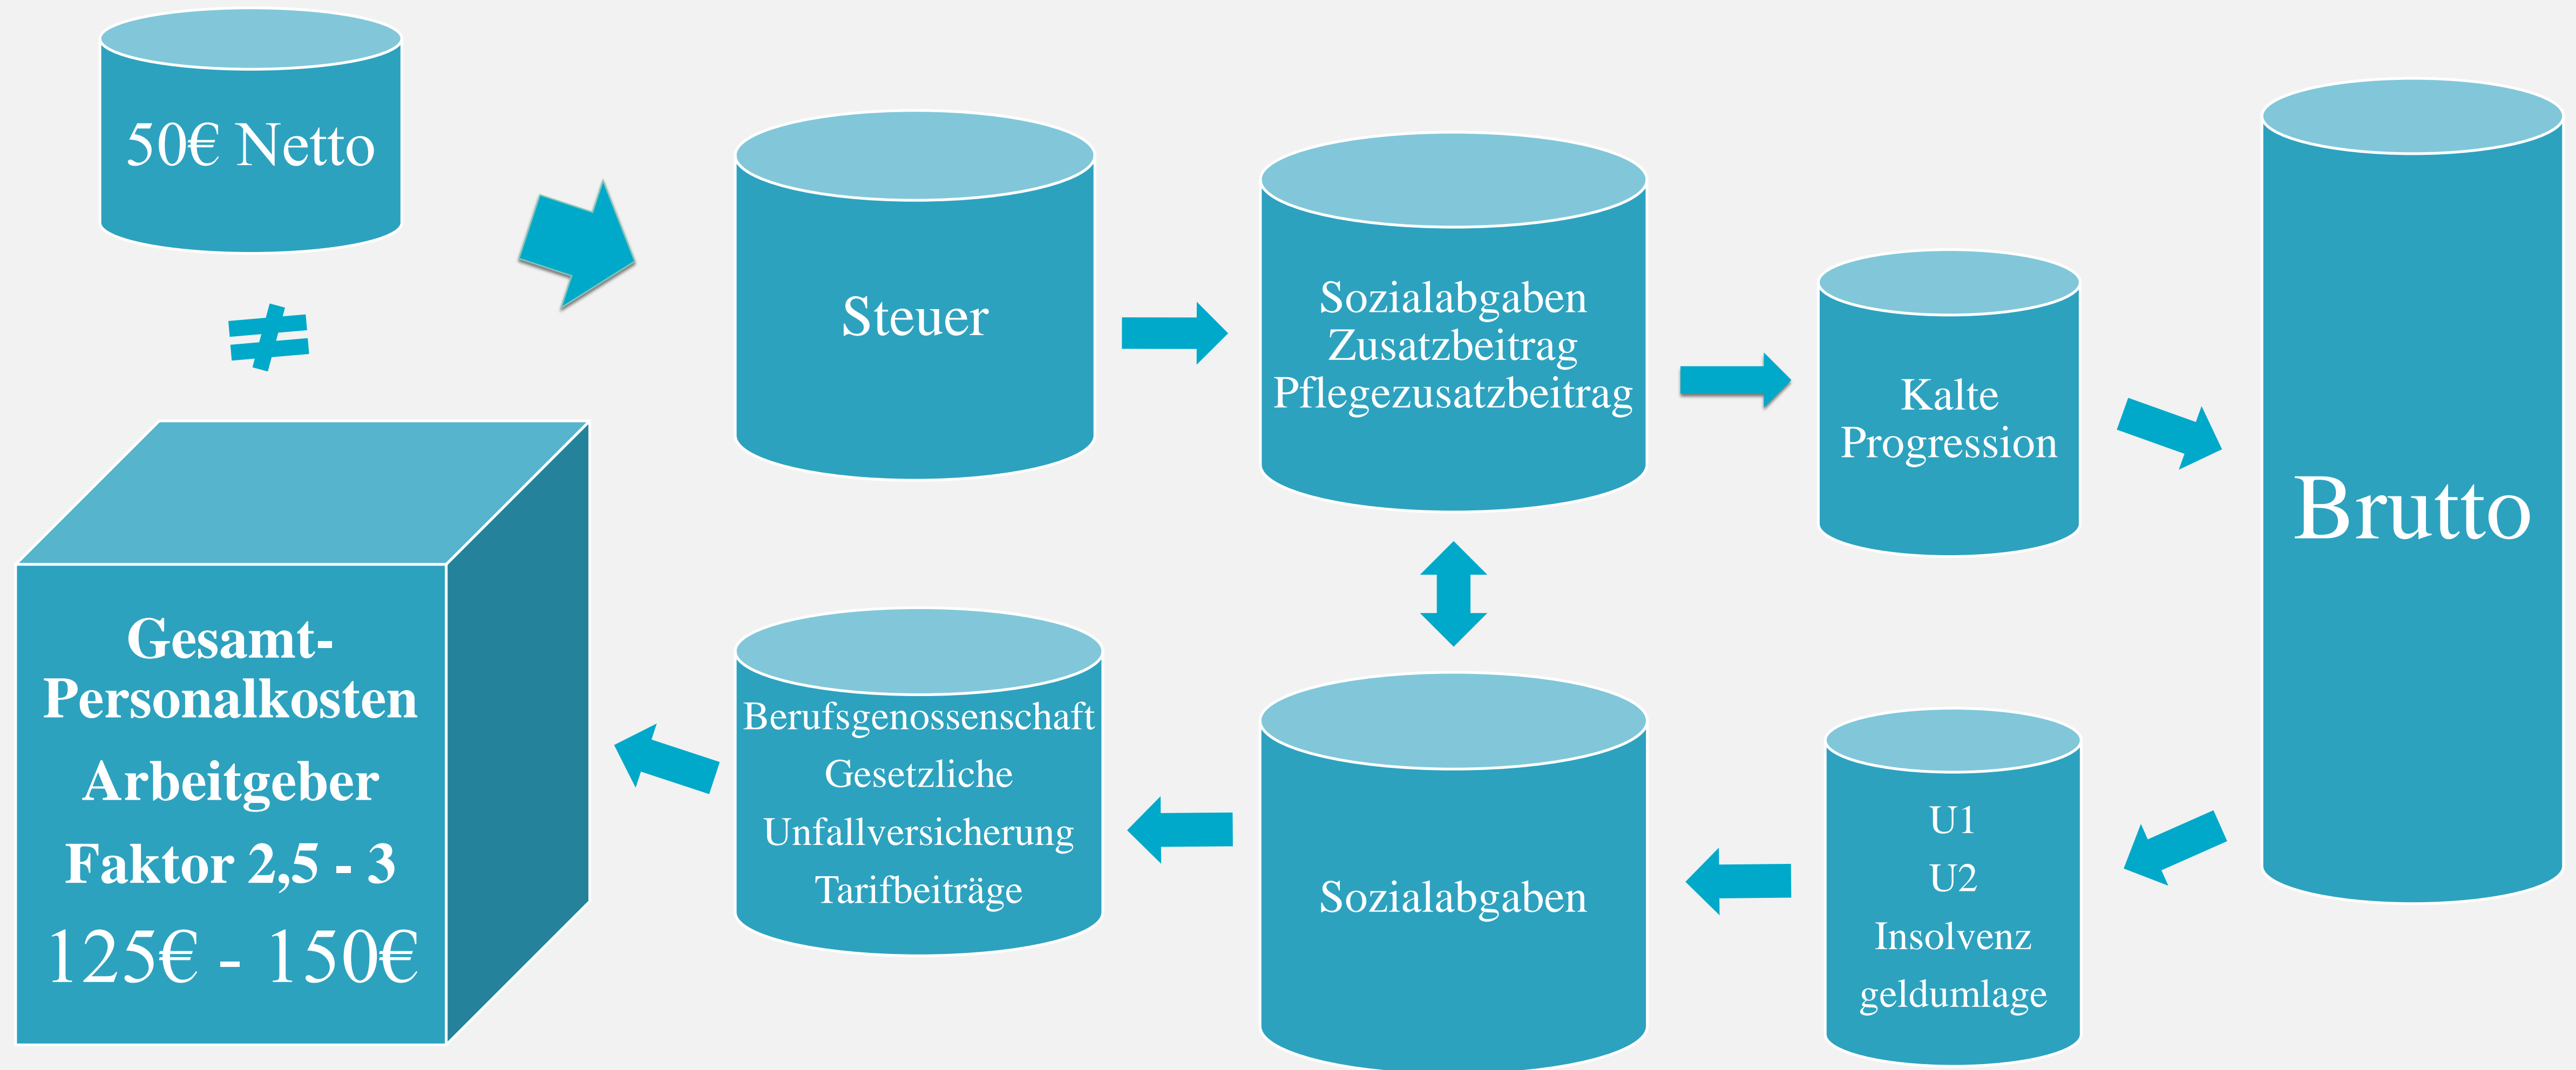 50€ Netto
≠
Steuer
Sozialabgaben
Zusatzbeitrag
Pflegezusatzbeitrag
Kalte
Progression
Brutto
U1
U2
Insolvenz
geldumlage
Sozialabgaben
Berufsgenossenschaft
Gesetzliche
Unfallversicherung
Tarifbeiträge
Gesamt-
Personalkosten
Arbeitgeber
Faktor 2,5 - 3
125€ - 150€